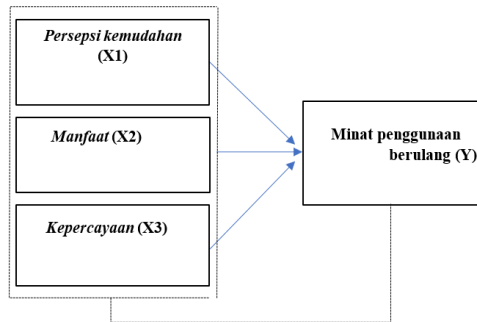 Persepsi kemudahan
(X1)
Manfaat (X2)
Kepercayaan (X3)
Minat penggunaan
berulang (Y)